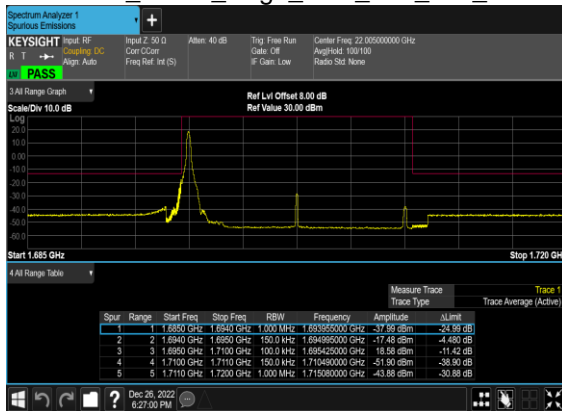 Spectrum Analyzer 1
Spurious Emissions
KEYSIGHT Input: RF Input Z: 50 Ω Atten: 40 dB Trig: Free Run Center Freq: 22.005000000 GHz
R T Coupling: DC Corr CCorr Gate: Off Avg|Hold: 100/100
Align: Auto Freq Ref: Int (S) IF Gain: Low Radio Std: None
PASS
3 All Range Graph
Ref Lvl Offset 8.00 dB
Scale/Div 10.0 dB Ref Value 30.00 dBm
Log
20.0
10.0
0.00
-10.0
-20.0
-30.0
-40.0
-50.0
-60.0
Start 1.685 GHz Stop 1.720 GH
4 All Range Table
Measure Trace Trace 1
Trace Type Trace Average (Active)
Spur Range Start Freq Stop Freq RBW Frequency Amplitude ΔLimit
1 1 1.6850 GHz 1.6940 GHz 1.000 MHz 1.693955000 GHz -37.99 dBm -24.99 dB
2 2 1.6940 GHz 1.6950 GHz 150.0 kHz 1.694995000 GHz -17.48 dBm -4.480 dB
3 3 1.6950 GHz 1.7100 GHz 100.0 kHz 1.695425000 GHz 18.58 dBm -11.42 dB
4 4 1.7100 GHz 1.7110 GHz 150.0 kHz 1.710490000 GHz -51.90 dBm -38.90 dB
5 5 1.7110 GHz 1.7200 GHz 1.000 MHz 1.715080000 GHz -43.88 dBm -30.88 dB
? Dec 26, 2022
6:27:00 PM